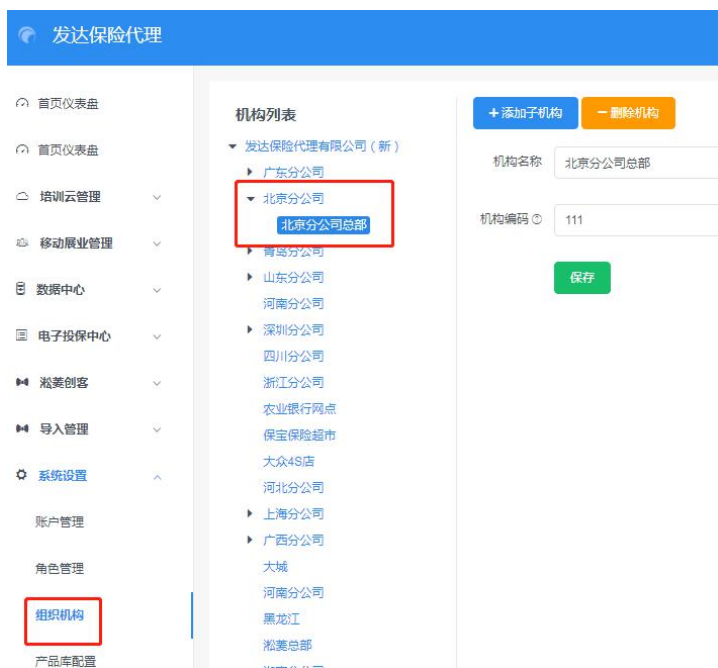 发达保险代理
首页仪表盘
首页仪表盘
培训云管理
移动展业管理
数据中心
电子投保中心
淞菱创客
导入管理
系统设置
账户管理
角色管理
组织机构
产品库配置
机构列表
发达保险代理有限公司（新）
广东分公司
北京分公司
北京分公司总部
青岛分公司
山东分公司
河南分公司
深圳分公司
四川分公司
浙江分公司
农业银行网点
保宝保险超市
大众4S店
河北分公司
上海分公司
广西分公司
大城
河南分公司
黑龙江
淞菱总部
+添加子机构
−删除机构
机构名称 北京分公司总部
机构编码 111
保存